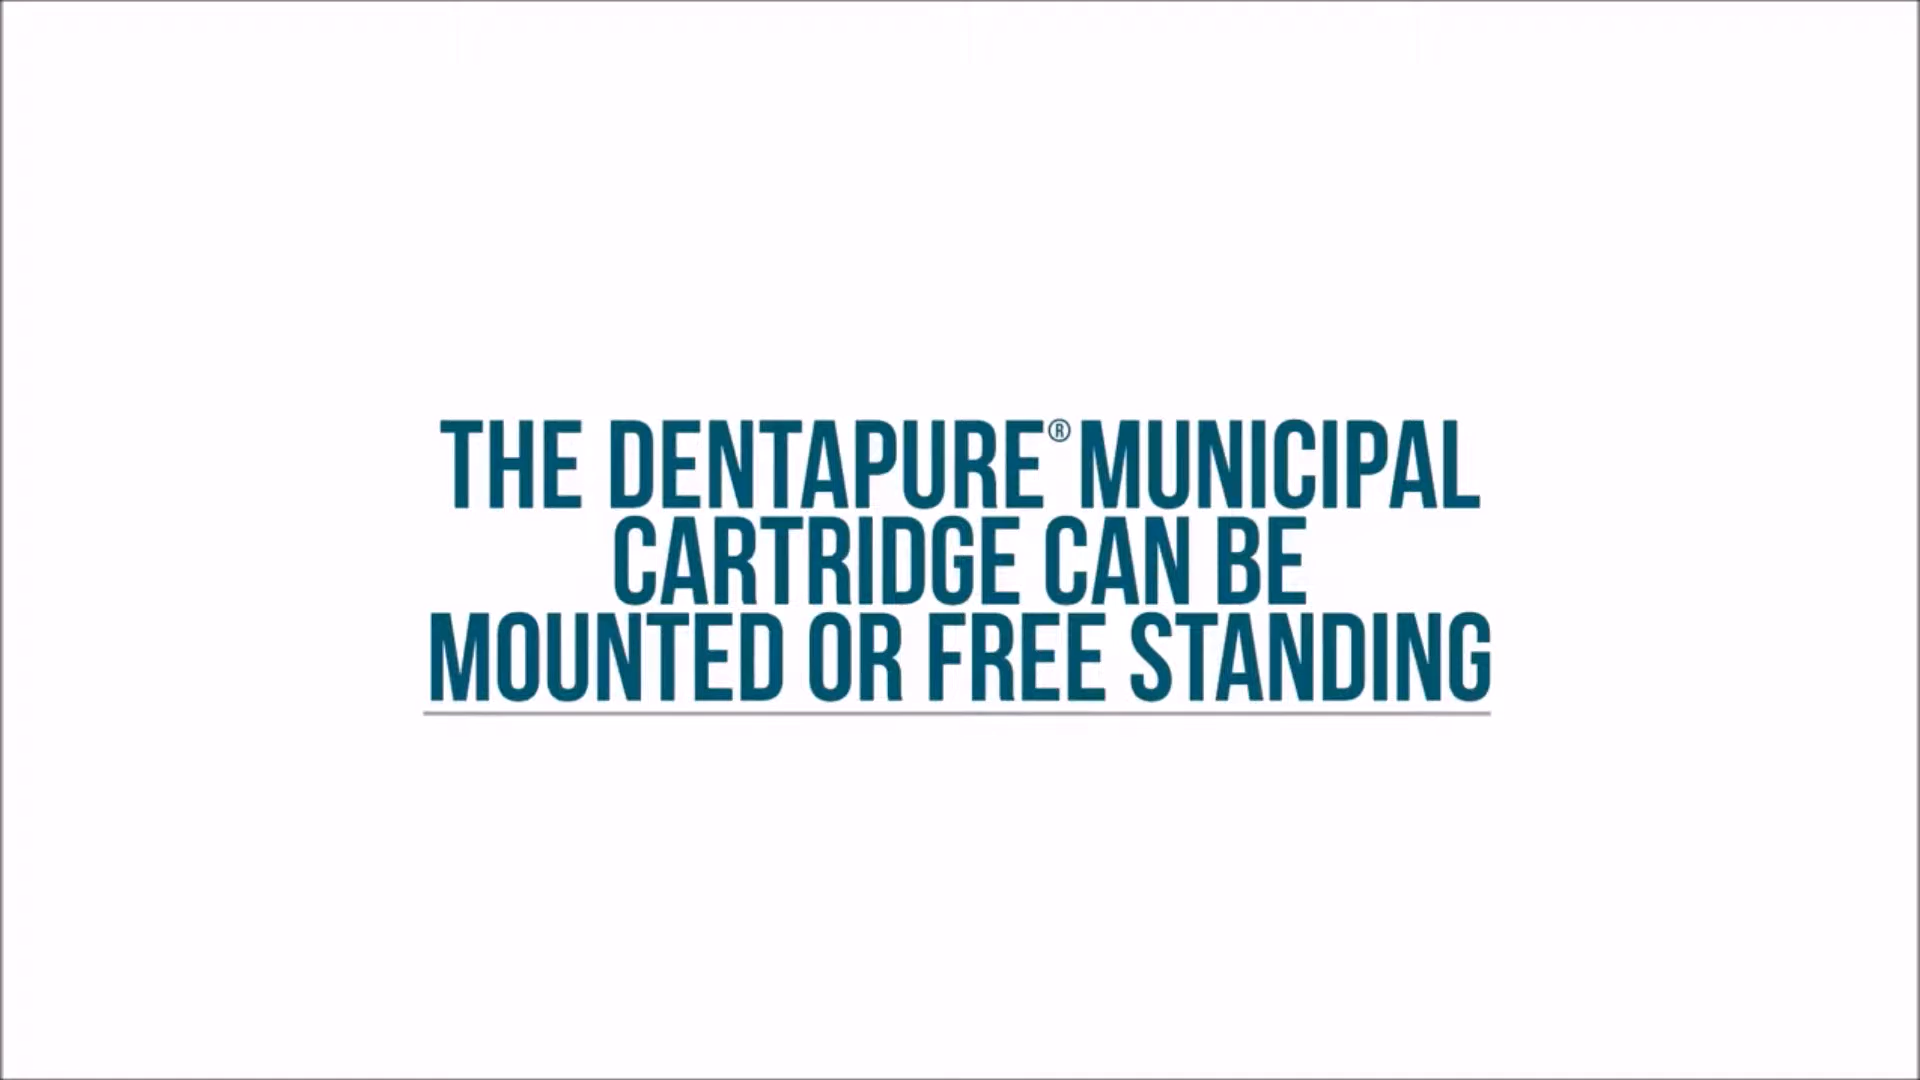 THE DENTAPURE® MUNICIPAL
CARTRIDGE CAN BE
MOUNTED OR FREE STANDING